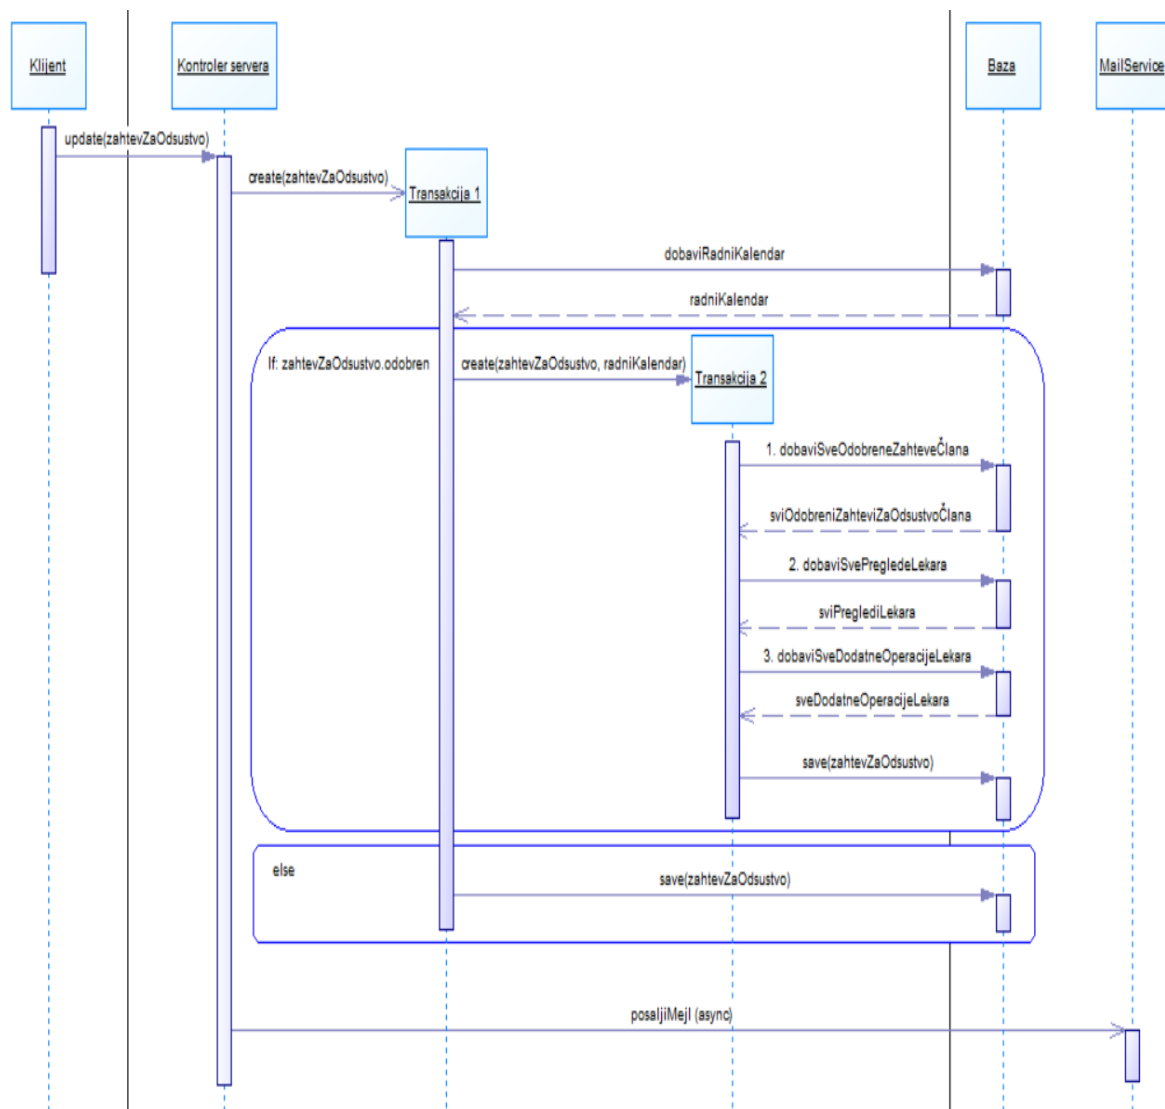 Klijent
Kontroler servera
Baza
MailService
update(zahtevZaOdsustvo)
create(zahtevZaOdsustvo)
Transakcija 1
dobaviRadniKalendar
radniKalendar
If: zahtevZaOdsustvo.odobren
create(zahtevZaOdsustvo, radniKalendar)
Transakcija 2
1. dobaviSveOdobreneZahteveČlana
sviOdobreniZahteviZaOdsustvoČlana
2. dobaviSvePregledeLekara
sviPreglediLekara
3. dobaviSveDodatneOperacijeLekara
sveDodatneOperacijeLekara
save(zahtevZaOdsustvo)
else
save(zahtevZaOdsustvo)
posaljiMejl (async)